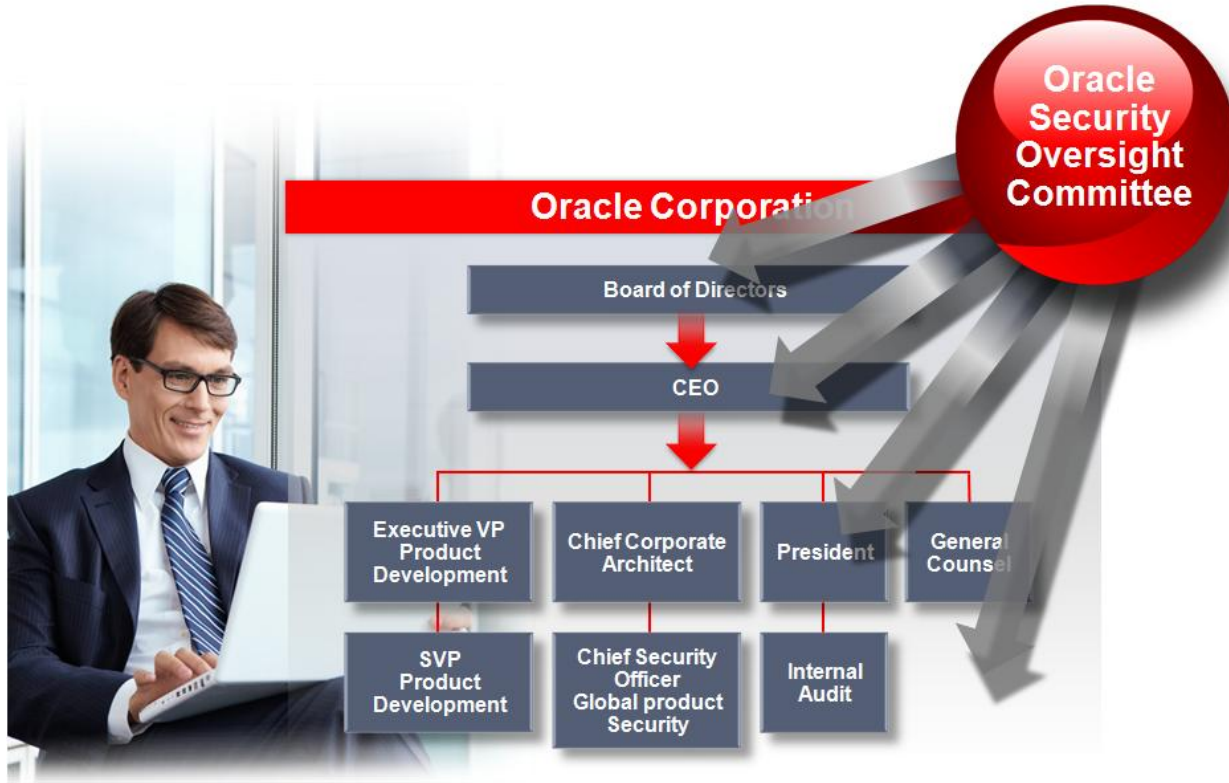 Oracle
Security
Oversight
Committee
Oracle Corporation
Board of Directors
CEO
Executive VP
Product
Development
Chief Corporate
Architect
President
General
Counsel
SVP
Product
Development
Chief Security
Officer
Global product
Security
Internal
Audit